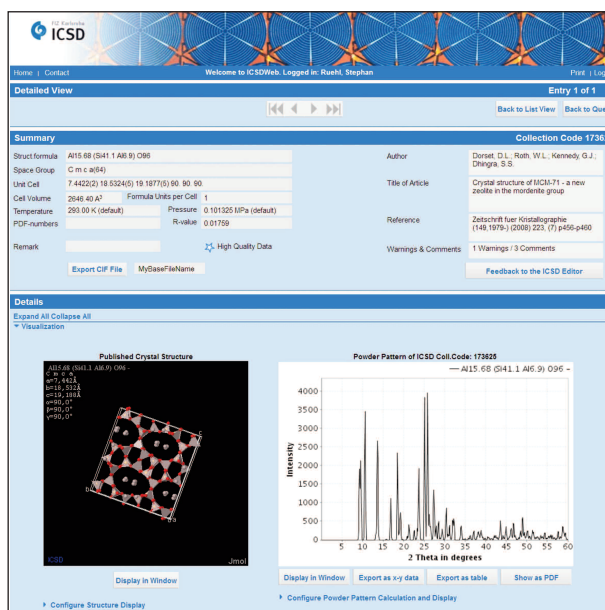 FIZ Karlsruhe
ICSD
Home | Contact
Welcome to ICSDWeb. Logged in: Ruehl, Stephan
Print | Log
Detailed View
Entry 1 of 1
Back to List View
Back to Que
Summary
Collection Code 1736
Struct formula
Al15.68 (Si41.1 Al6.9) O96
Space Group
C m c a(64)
Unit Cell
7.4422(2) 18.5324(5) 19.1877(5) 90. 90. 90.
Cell Volume
2646.40 A³
Formula Units per Cell
1
Temperature
293.00 K (default)
Pressure
0.101325 MPa (default)
PDF-numbers
R-value
0.01759
Remark
High Quality Data
Export CIF File
MyBaseFileName
Author
Dorset, D.L.; Roth, W.L.; Kennedy, G.J.;
Dhingra, S.S.
Title of Article
Crystal structure of MCM-71 - a new
zeolite in the mordenite group
Reference
Zeitschrift fuer Kristallographie
(149,1979-) (2008) 223, (7) p456-p460
Warnings & Comments
1 Warnings / 3 Comments
Feedback to the ICSD Editor
Details
Expand All Collapse All
Visualization
Published Crystal Structure
Al15.68 (Si41.1 Al6.9) O96 -
C m c a
a=7,442Å
b=18,532Å
c=19,188Å
α=90,0°
β=90,0°
γ=90,0°
c
b
a
ICSD
Jmol
Display in Window
Configure Structure Display
Powder Pattern of ICSD Coll.Code: 173625
Al15.68 (Si41.1 Al6.9) O96 -
Intensity
4000
3500
3000
2500
2000
1500
1000
500
0
5 10 15 20 25 30 35 40 45 50 55 60
2 Theta in degrees
Display in Window
Export as x-y data
Export as table
Show as PDF
Configure Powder Pattern Calculation and Display